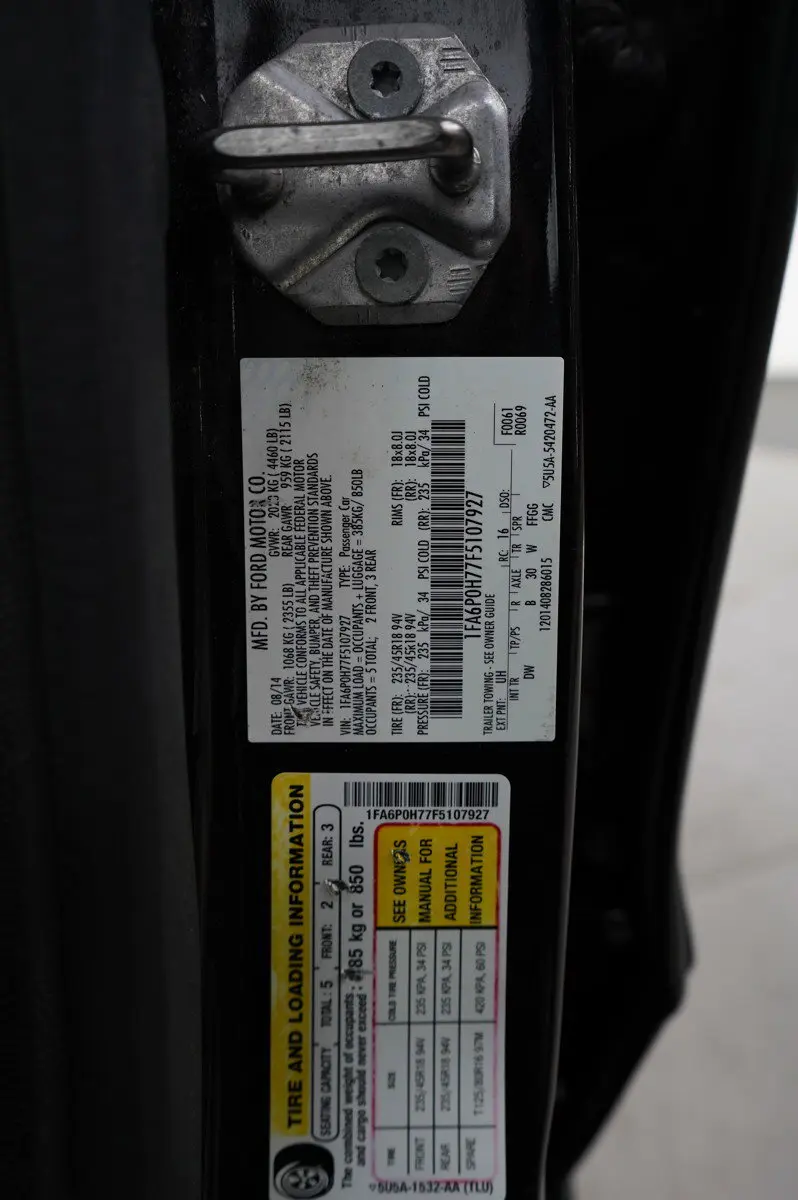 MFD. BY FORD MOTOR CO.
DATE: 08/14 GVWR: KG ( 4460 LB)
FRONT GAWR: 1068 KG ( 2355 LB) REAR GAWR: 959 KG ( 2115 LB)
THIS VEHICLE CONFORMS TO ALL APPLICABLE FEDERAL MOTOR
VEHICLE SAFETY, BUMPER, AND THEFT PREVENTION STANDARDS
IN EFFECT ON THE DATE OF MANUFACTURE SHOWN ABOVE.
VIN: 1FA6P0H77F5107927 TYPE: Passenger Car
MAXIMUM LOAD = OCCUPANTS + LUGGAGE = 385KG/ 850LB
OCCUPANTS = 5 TOTAL; 2 FRONT, 3 REAR
TIRE (FR): 235/45R18 94V RIMS (FR): 18x8.0J
(RR): 235/45R18 94V (RR): 18x8.0J
PRESSURE (FR): 235 kPa/ 34 PSI COLD (RR): 235 kPa/ 34 PSI COLD
1FA6P0H77F5107927
TRAILER TOWING - SEE OWNER GUIDE F0061
EXT PNT: UH RC: 16 DSO: R0069
INT TR TP/PS R AXLE TR SPR
DW B 30 W FFGG
1201408286015 CMC ▽5U5A-5420472-AA
TIRE AND LOADING INFORMATION
SEATING CAPACITY TOTAL: 5 FRONT: 2 REAR: 3
The combined weight of occupants
and cargo should never exceed : 385 kg or 850 lbs.
1FA6P0H77F5107927
TIRE SIZE COLD TIRE PRESSURE
FRONT 235/45R18 94V 235 KPA, 34 PSI
REAR 235/45R18 94V 235 KPA, 34 PSI
SPARE T125/80R16 97M 420 KPA, 60 PSI
SEE OWNERS
MANUAL FOR
ADDITIONAL
INFORMATION
▽5U5A-1532-AA (TLU)